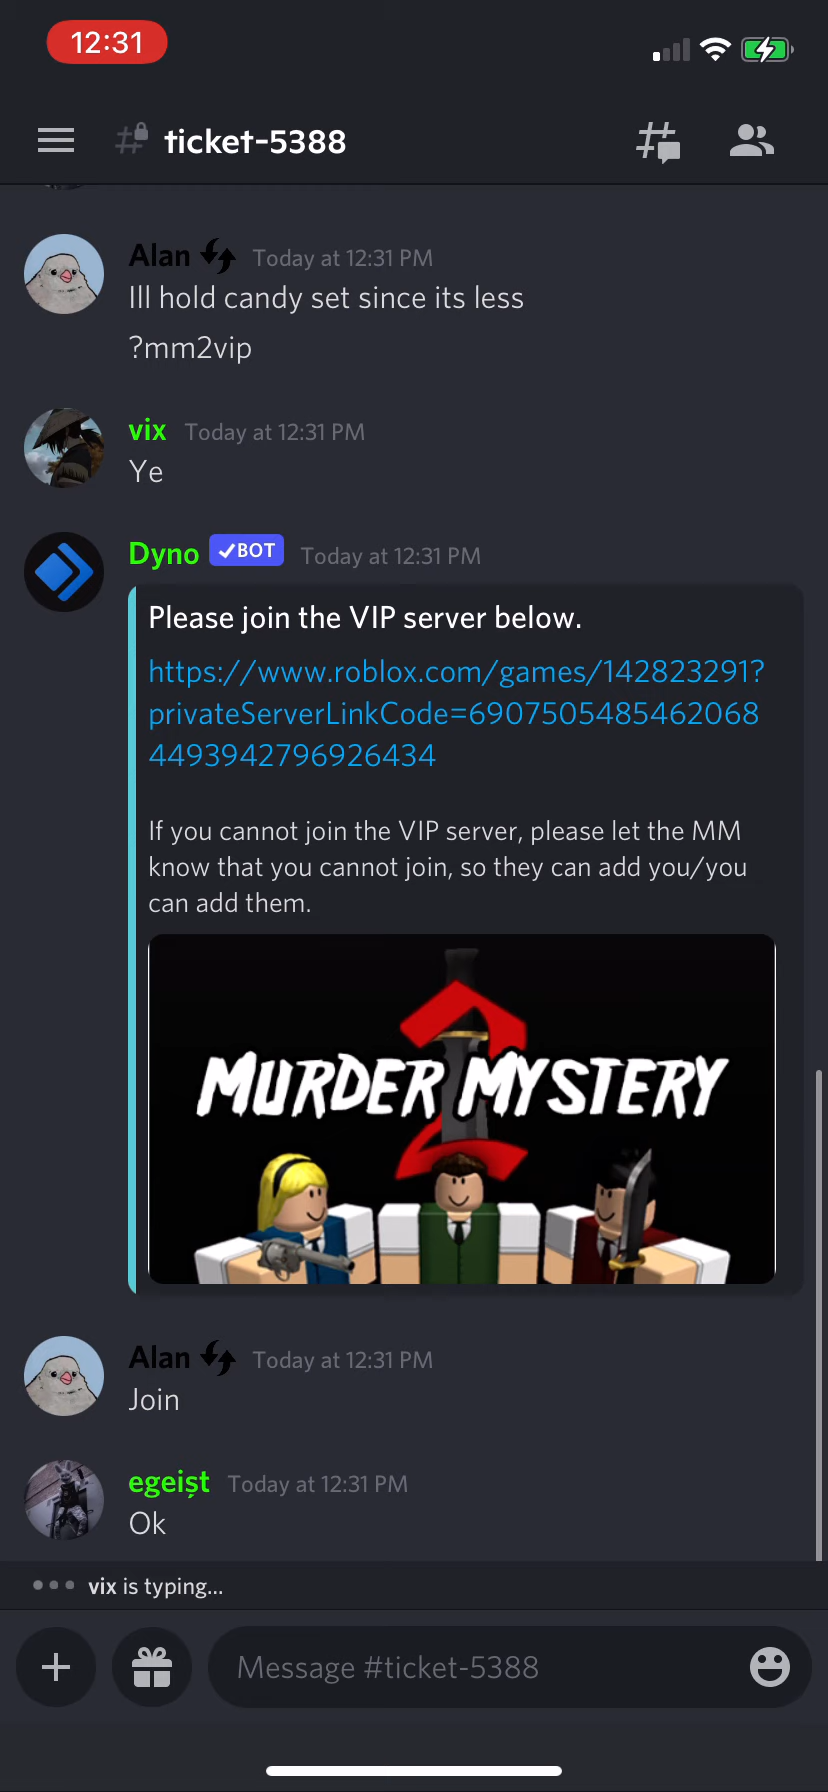 12:31
ticket-5388
Alan Today at 12:31 PM
Ill hold candy set since its less
?mm2vip
vix Today at 12:31 PM
Ye
Dyno ✓BOT Today at 12:31 PM
Please join the VIP server below.
https://www.roblox.com/games/142823291?
privateServerLinkCode=6907505485462068
4493942796926434
If you cannot join the VIP server, please let the MM
know that you cannot join, so they can add you/you
can add them.
MURDER MYSTERY
2
Alan Today at 12:31 PM
Join
egeișt Today at 12:31 PM
Ok
vix is typing...
Message #ticket-5388